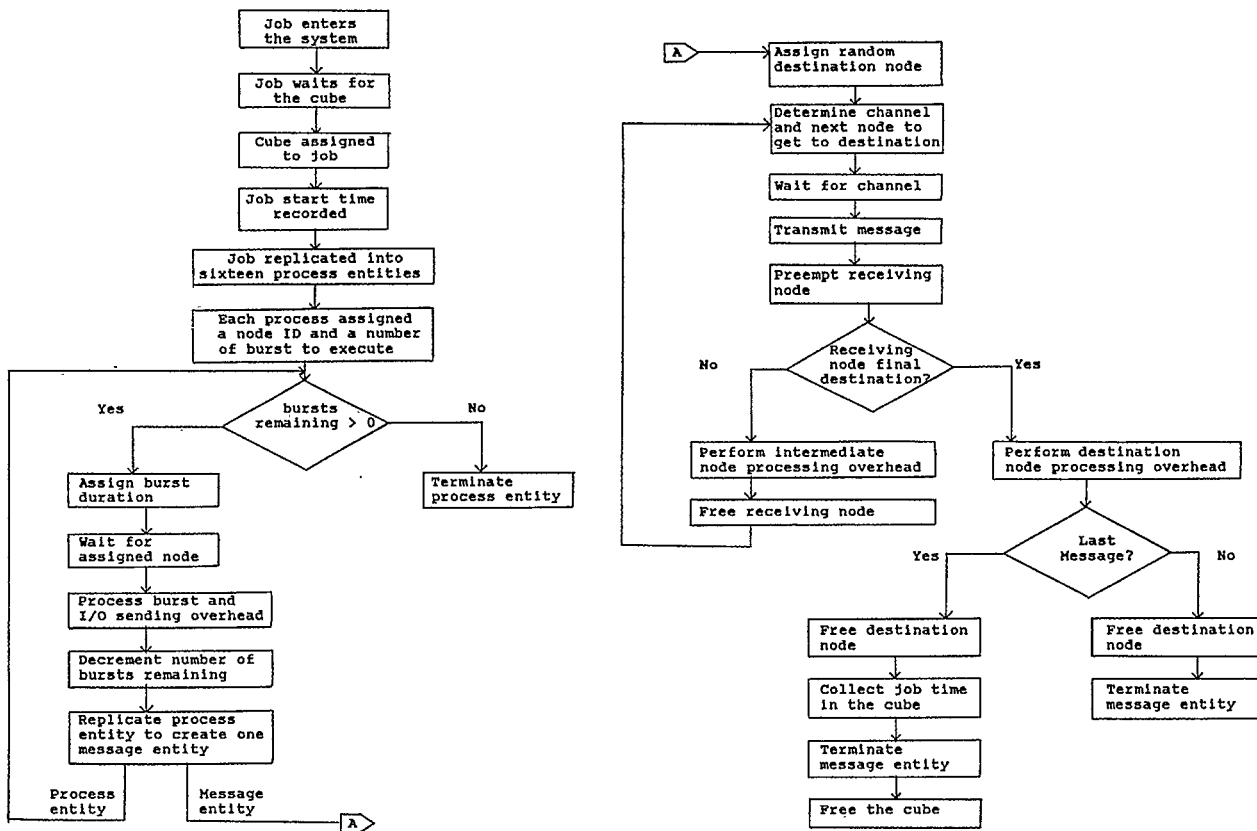 Job enters
the system
Job waits for
the cube
Cube assigned
to job
Job start time
recorded
Job replicated into
sixteen process entities
Each process assigned
a node ID and a number
of burst to execute
Yes
bursts
remaining > 0
No
Assign burst
duration
Terminate
process entity
Wait for
assigned node
Process burst and
I/O sending overhead
Decrement number of
bursts remaining
Replicate process
entity to create one
message entity
Process
entity
Message
entity
A
A
Assign random
destination node
Determine channel
and next node to
get to destination
Wait for channel
Transmit message
Preempt receiving
node
No
Receiving
node final
destination?
Yes
Perform intermediate
node processing overhead
Free receiving node
Perform destination
node processing overhead
Yes
Last
Message?
No
Free destination
node
Collect job time
in the cube
Terminate
message entity
Free the cube
Free destination
node
Terminate
message entity